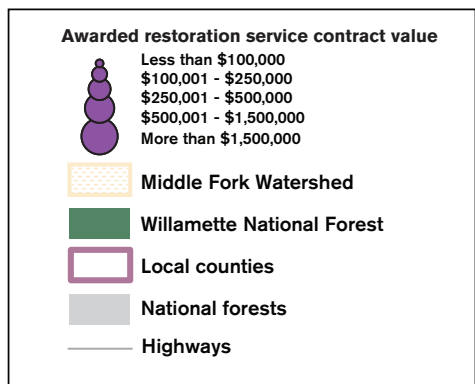 Awarded restoration service contract value
Less than $100,000
$100,001 - $250,000
$250,001 - $500,000
$500,001 - $1,500,000
More than $1,500,000
Middle Fork Watershed
Willamette National Forest
Local counties
National forests
Highways